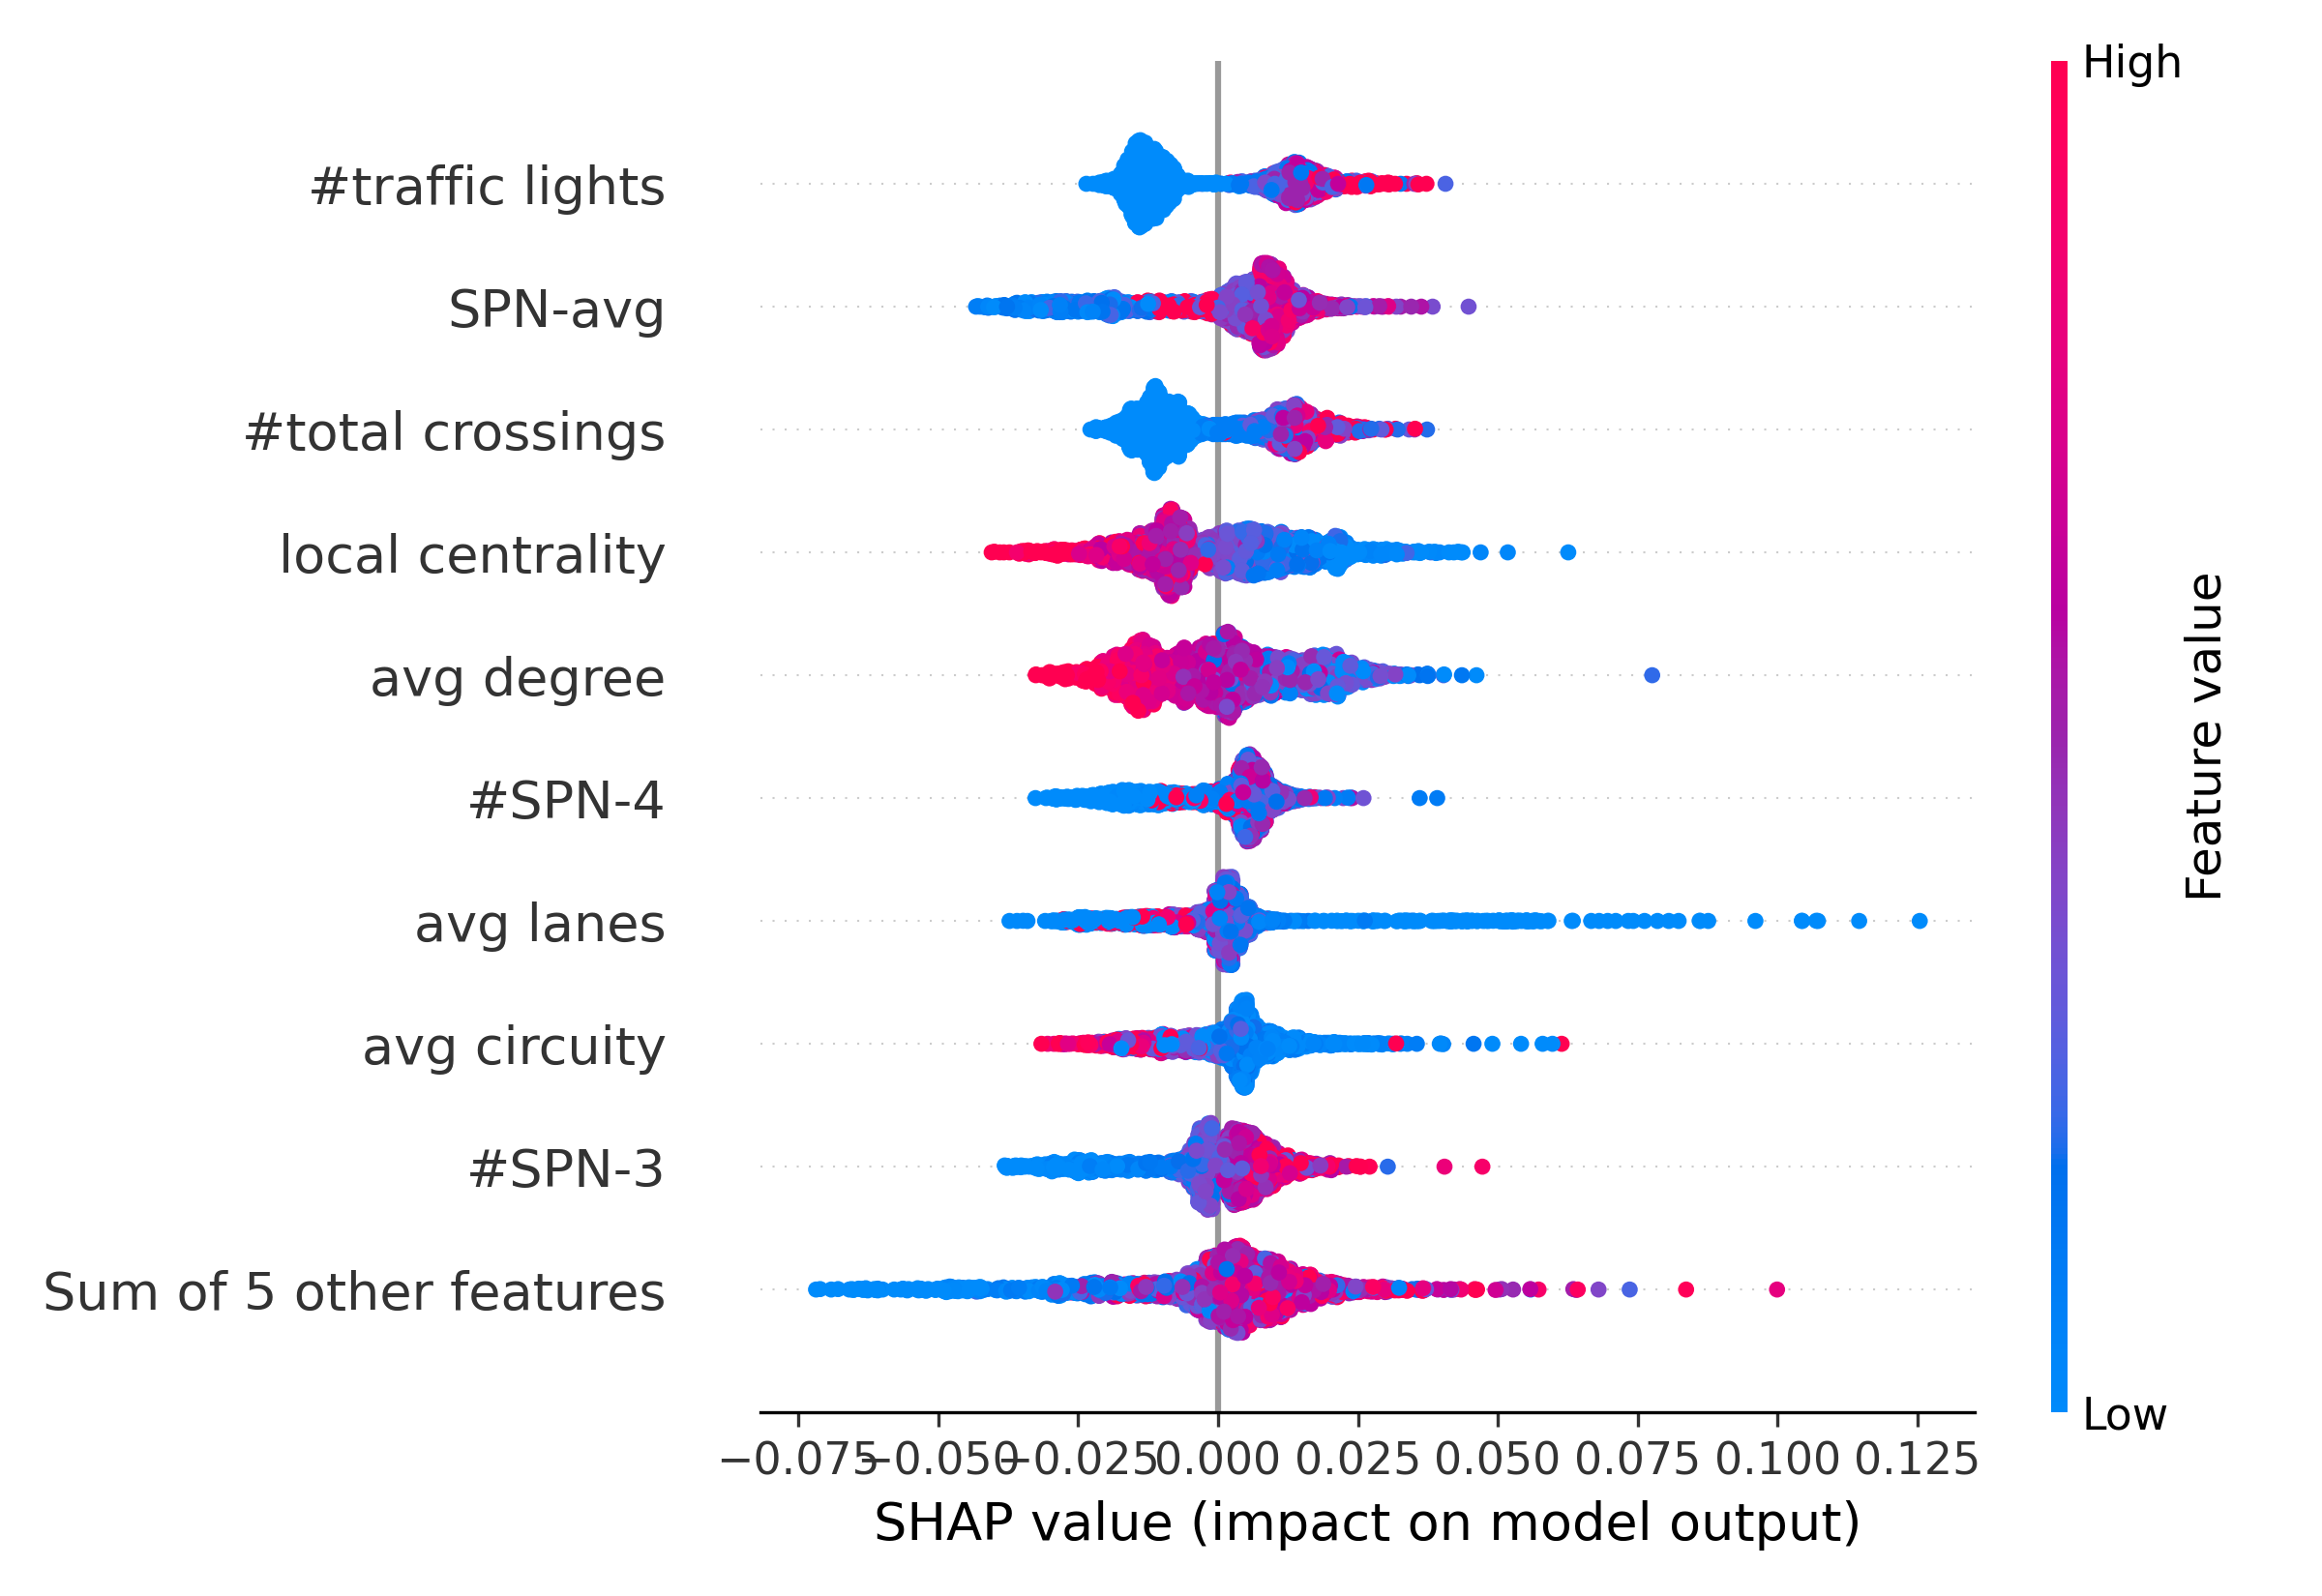 High
#traffic lights
SPN-avg
#total crossings
local centrality
avg degree
#SPN-4
avg lanes
avg circuity
#SPN-3
Sum of 5 other features
Feature value
Low
−0.075 −0.050 −0.025 0.000 0.025 0.050 0.075 0.100 0.125
SHAP value (impact on model output)